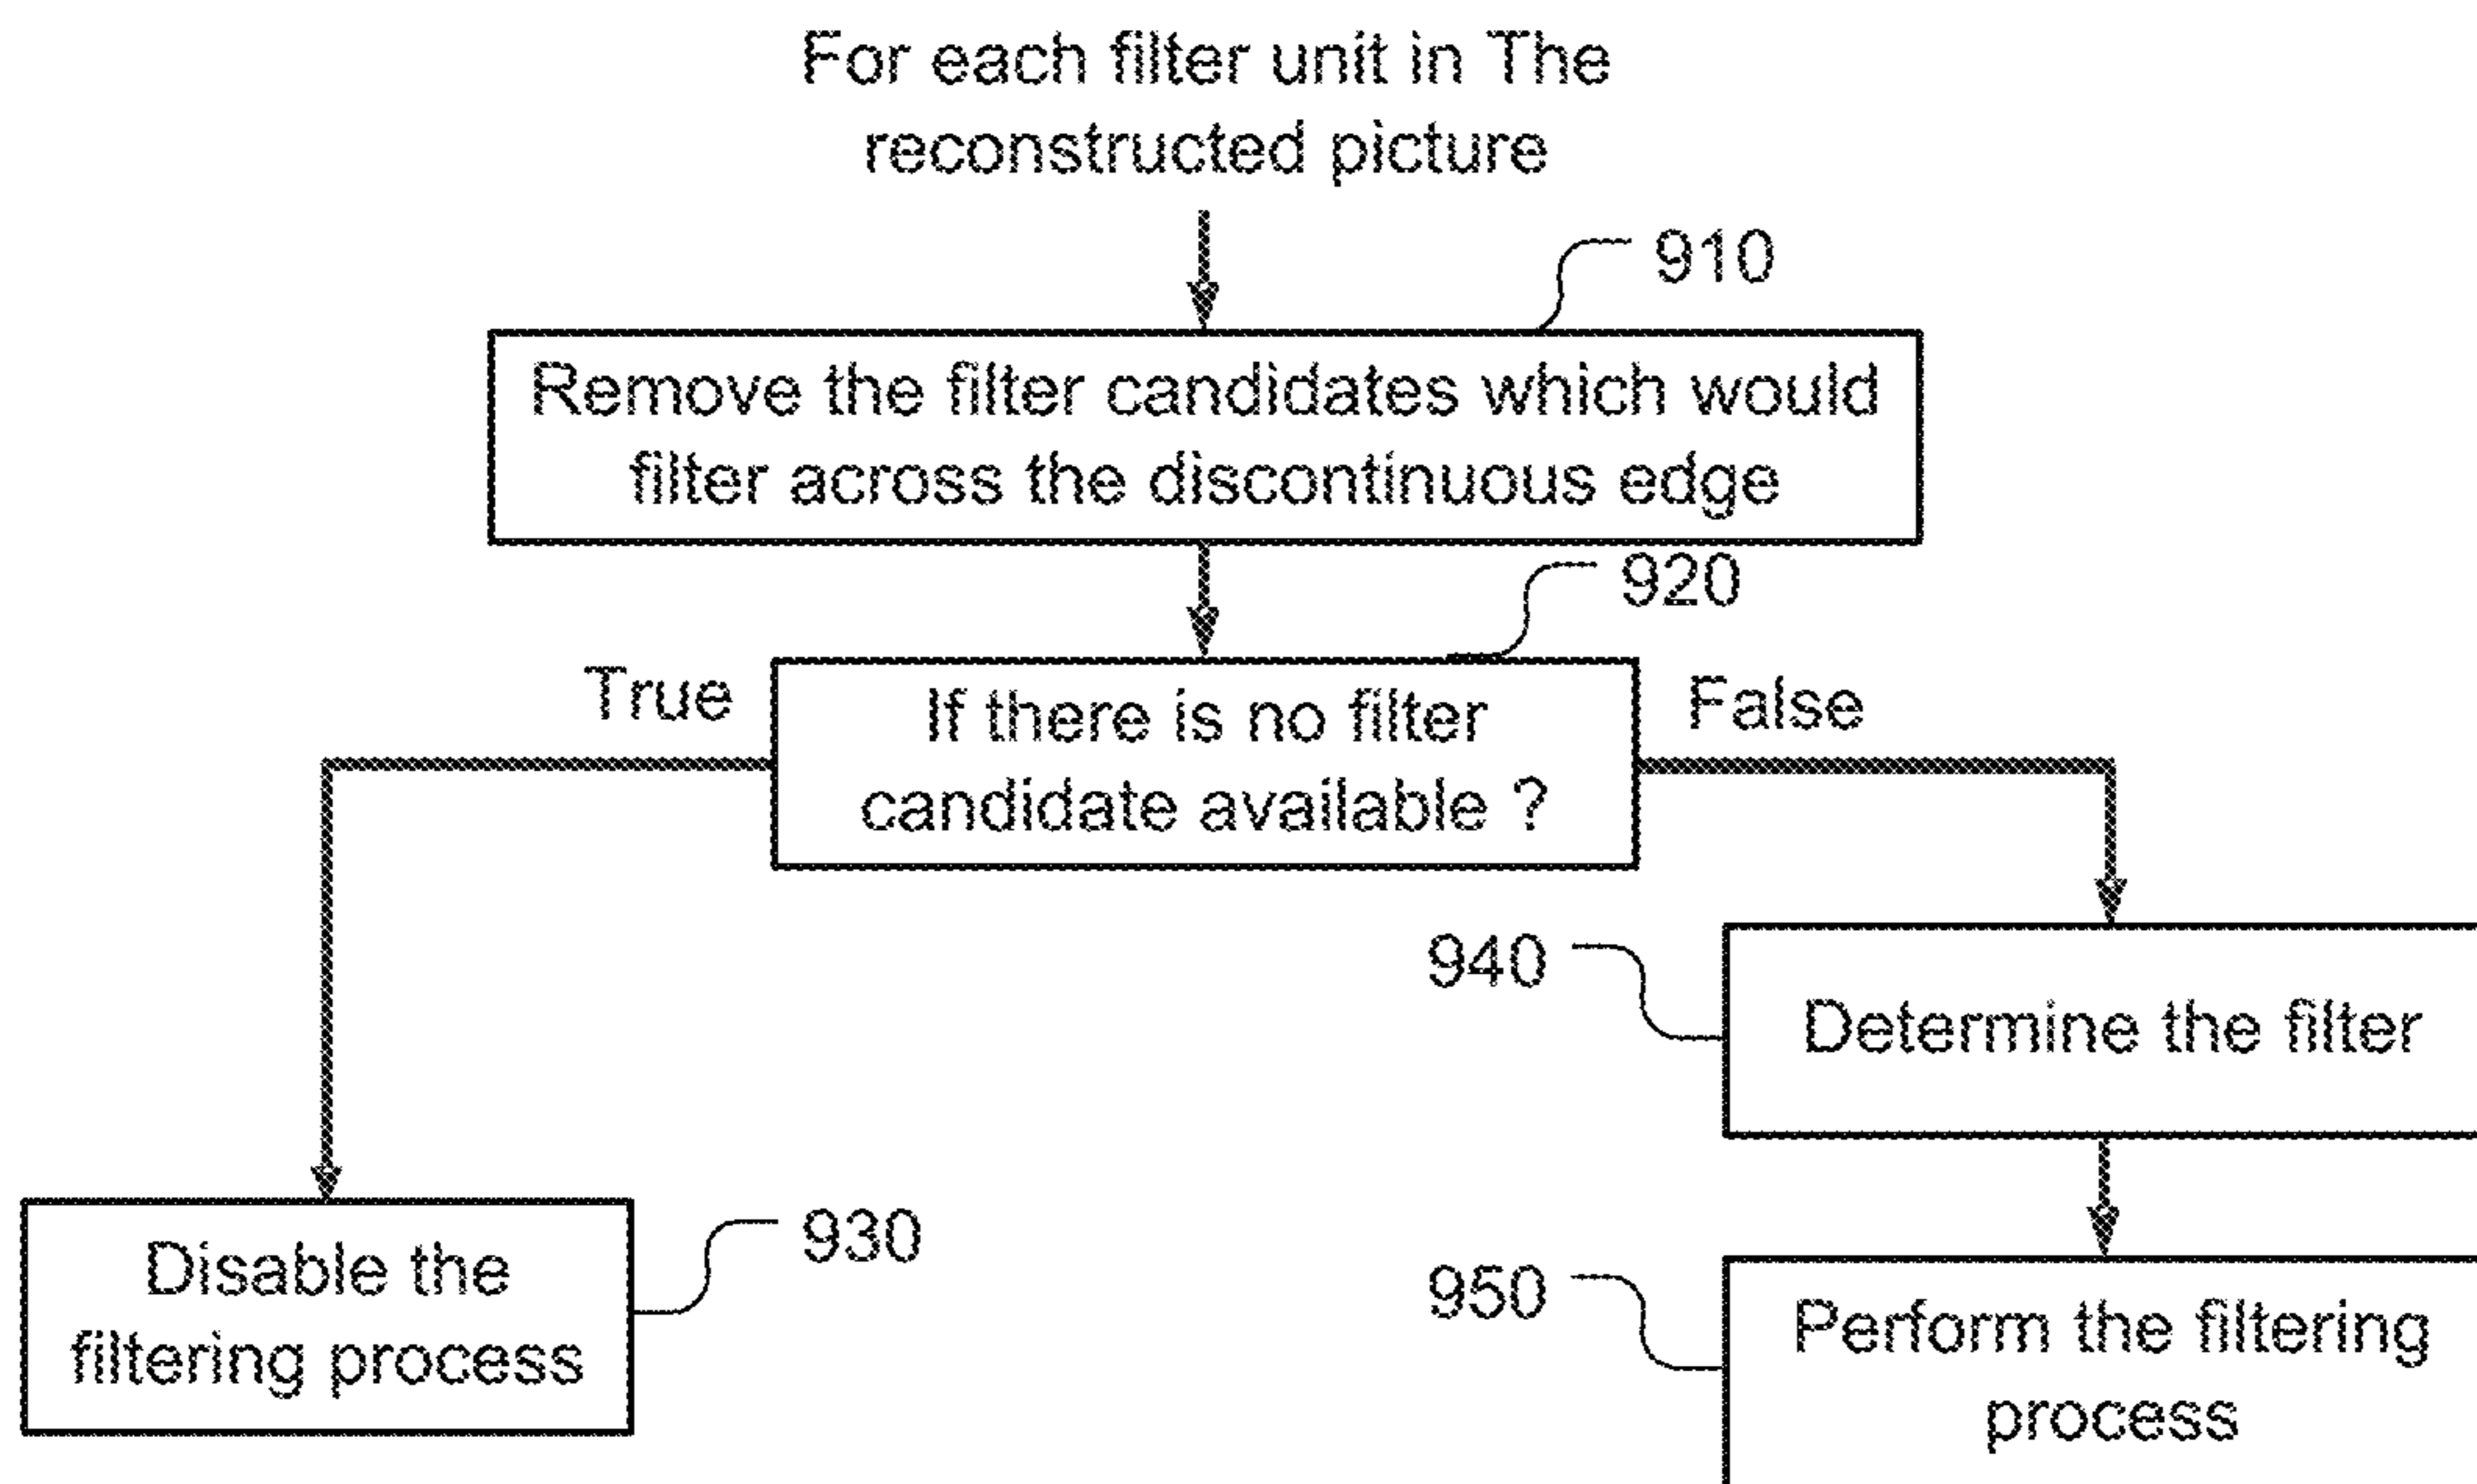 For each filter unit in The
reconstructed picture
910
Remove the filter candidates which would
filter across the discontinuous edge
920
True
If there is no filter
candidate available ?
False
940
Determine the filter
930
Disable the
filtering process
950
Perform the filtering
process